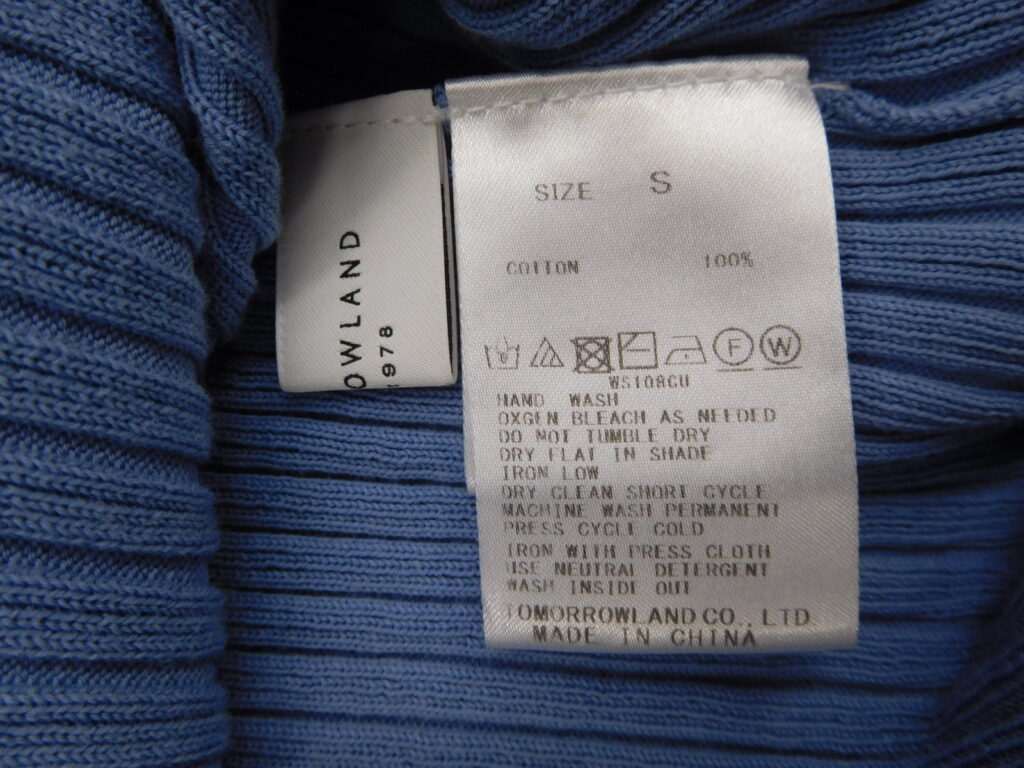 OWLAND
1978
SIZE S
COTTON 100%
F W
WS108CU
HAND WASH
OXGEN BLEACH AS NEEDED
DO NOT TUMBLE DRY
DRY FLAT IN SHADE
IRON LOW
DRY CLEAN SHORT CYCLE
MACHINE WASH PERMANENT
PRESS CYCLE COLD
IRON WITH PRESS CLOTH
USE NEUTRAL DETERGENT
WASH INSIDE OUT
TOMORROWLAND CO., LTD.
MADE IN CHINA